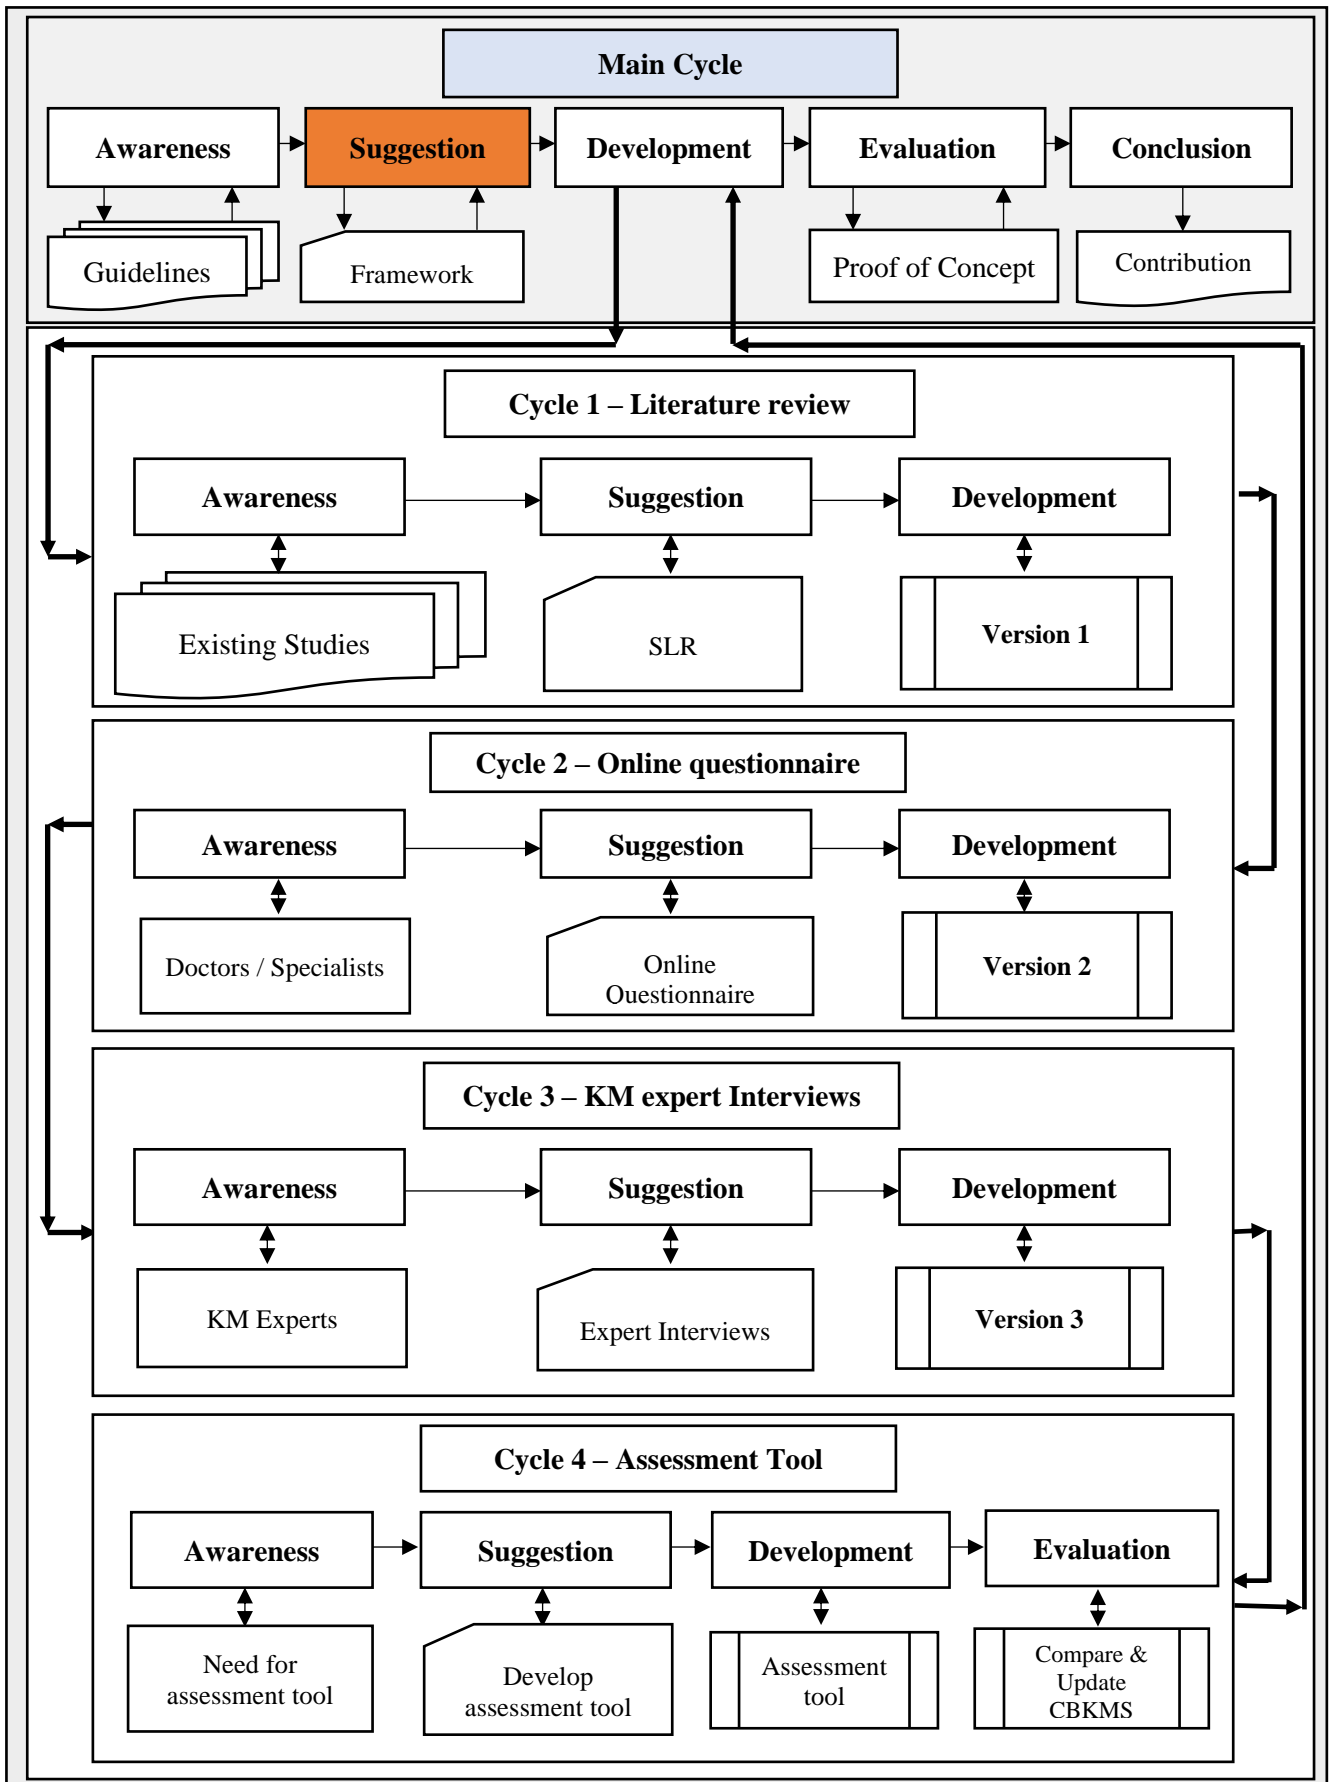 Main Cycle
Awareness
Suggestion
Development
Evaluation
Conclusion
Guidelines
Framework
Proof of Concept
Contribution
Cycle 1 – Literature review
Awareness
Suggestion
Development
Existing Studies
SLR
Version 1
Cycle 2 – Online questionnaire
Awareness
Suggestion
Development
Doctors / Specialists
Online
Ouestionnaire
Version 2
Cycle 3 – KM expert Interviews
Awareness
Suggestion
Development
KM Experts
Expert Interviews
Version 3
Cycle 4 – Assessment Tool
Awareness
Suggestion
Development
Evaluation
Need for
assessment tool
Develop
assessment tool
Assessment
tool
Compare &
Update
CBKMS